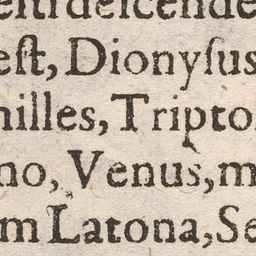 eſt, Dionyſus
hilles, Tripto
no, Venus, m
m Latona, Se